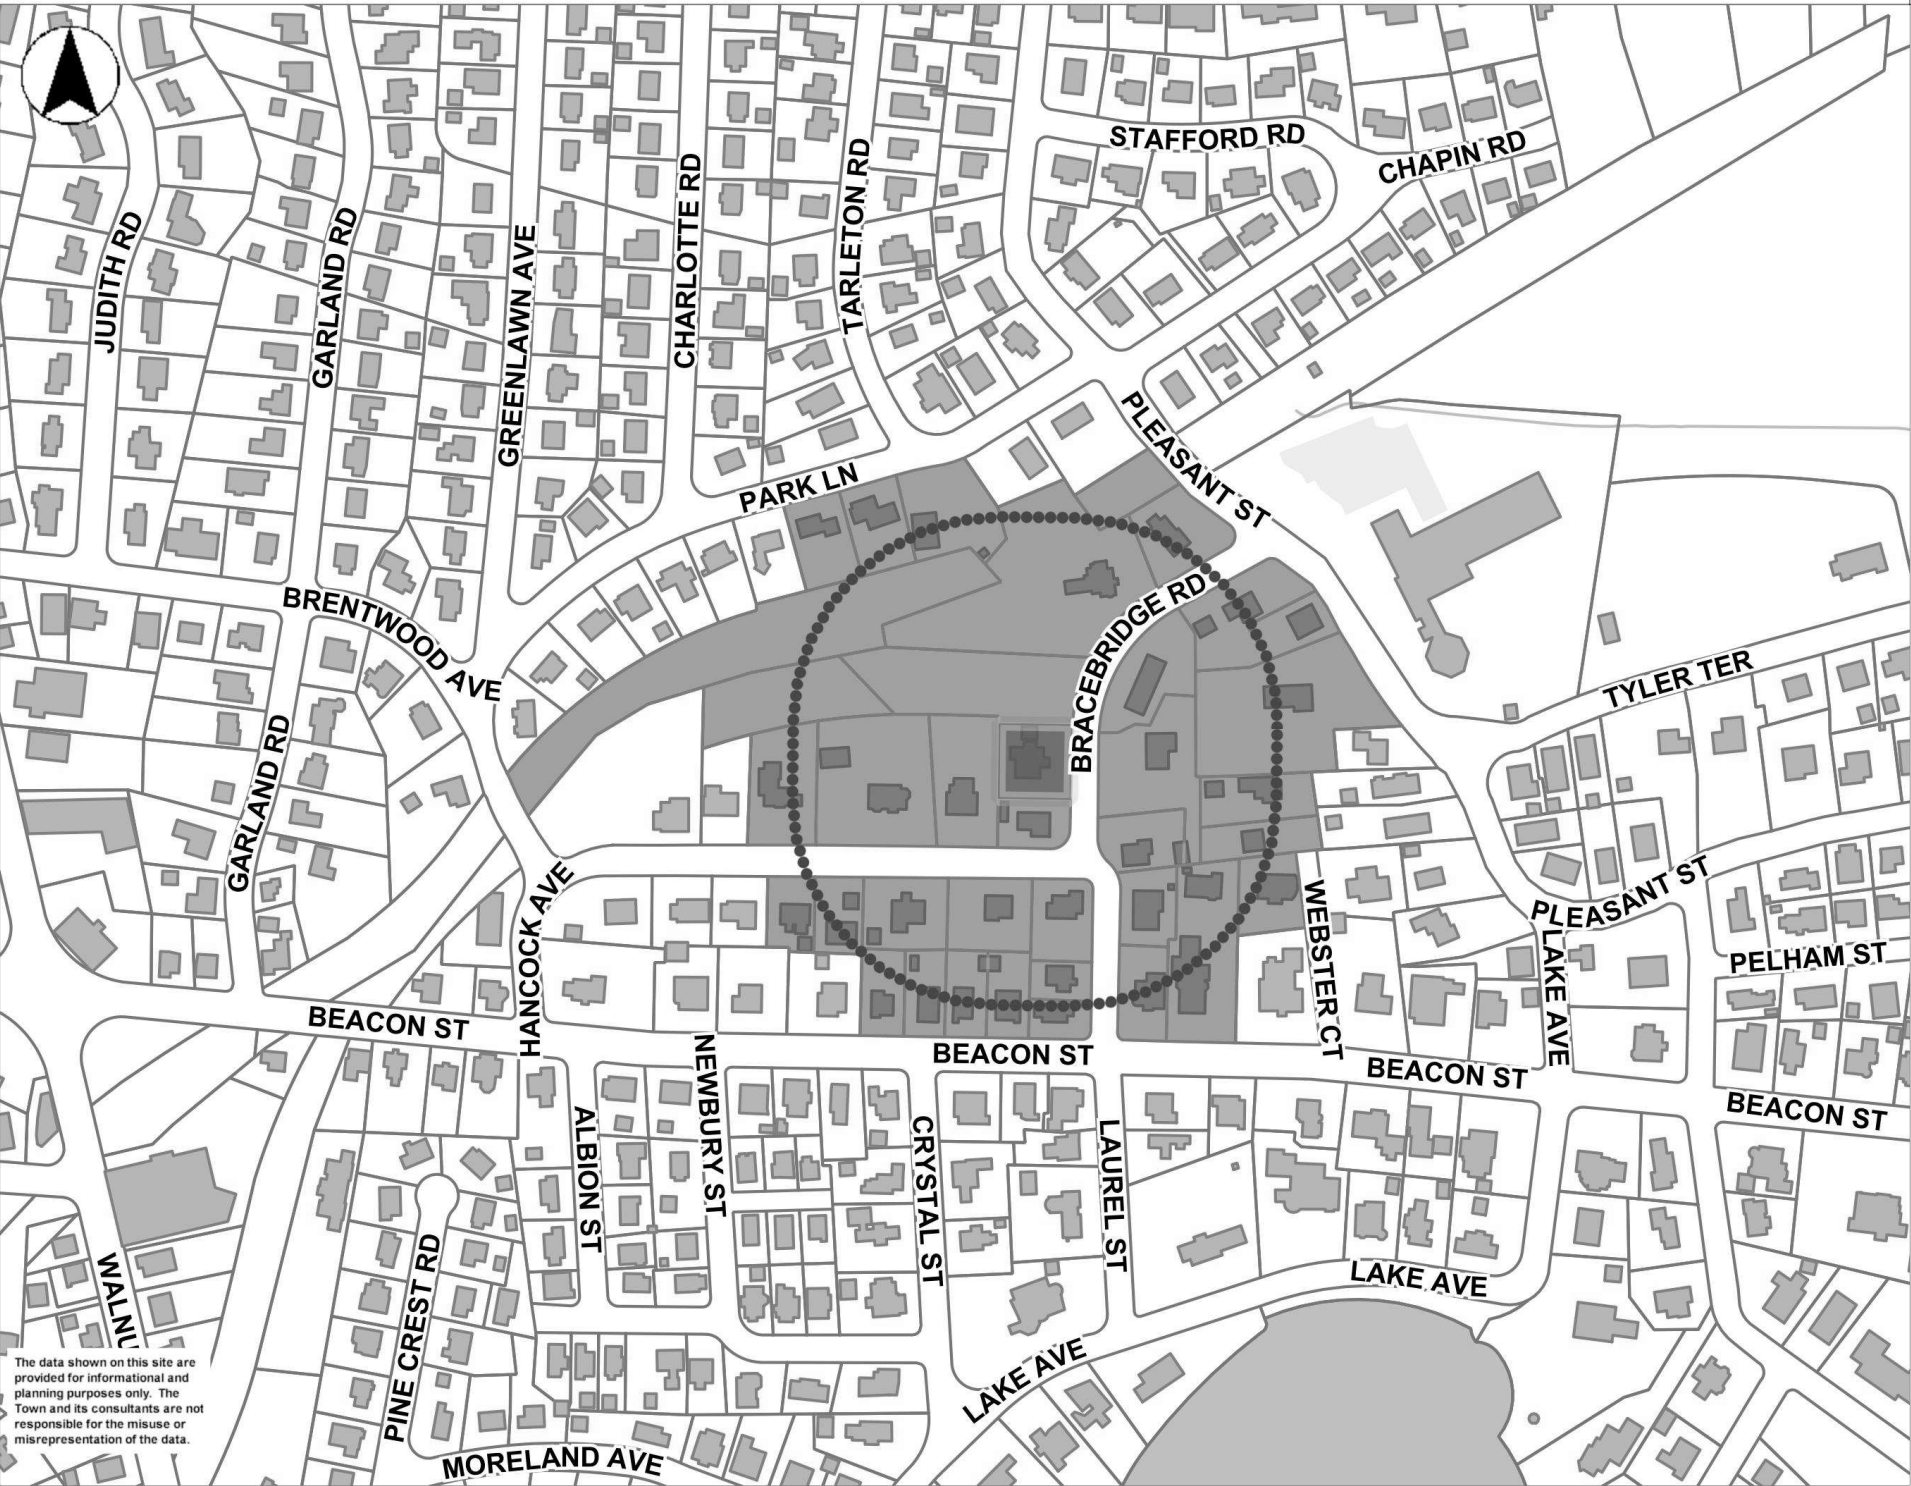 STAFFORD RD
CHAPIN RD
JUDITH RD
GARLAND RD
GREENLAWN AVE
CHARLOTTE RD
TARLETON RD
PLEASANT ST
PARK LN
BRENTWOOD AVE
BRACEBRIDGE RD
TYLER TER
GARLAND RD
HANCOCK AVE
WEBSTER CT
PLEASANT ST
LAKE AVE
PELHAM ST
BEACON ST
BEACON ST
BEACON ST
BEACON ST
NEWBURY ST
ALBION ST
CRYSTAL ST
LAUREL ST
LAKE AVE
LAKE AVE
WALNU
PINE CREST RD
MORELAND AVE
The data shown on this site are
provided for informational and
planning purposes only. The
Town and its consultants are not
responsible for the misuse or
misrepresentation of the data.